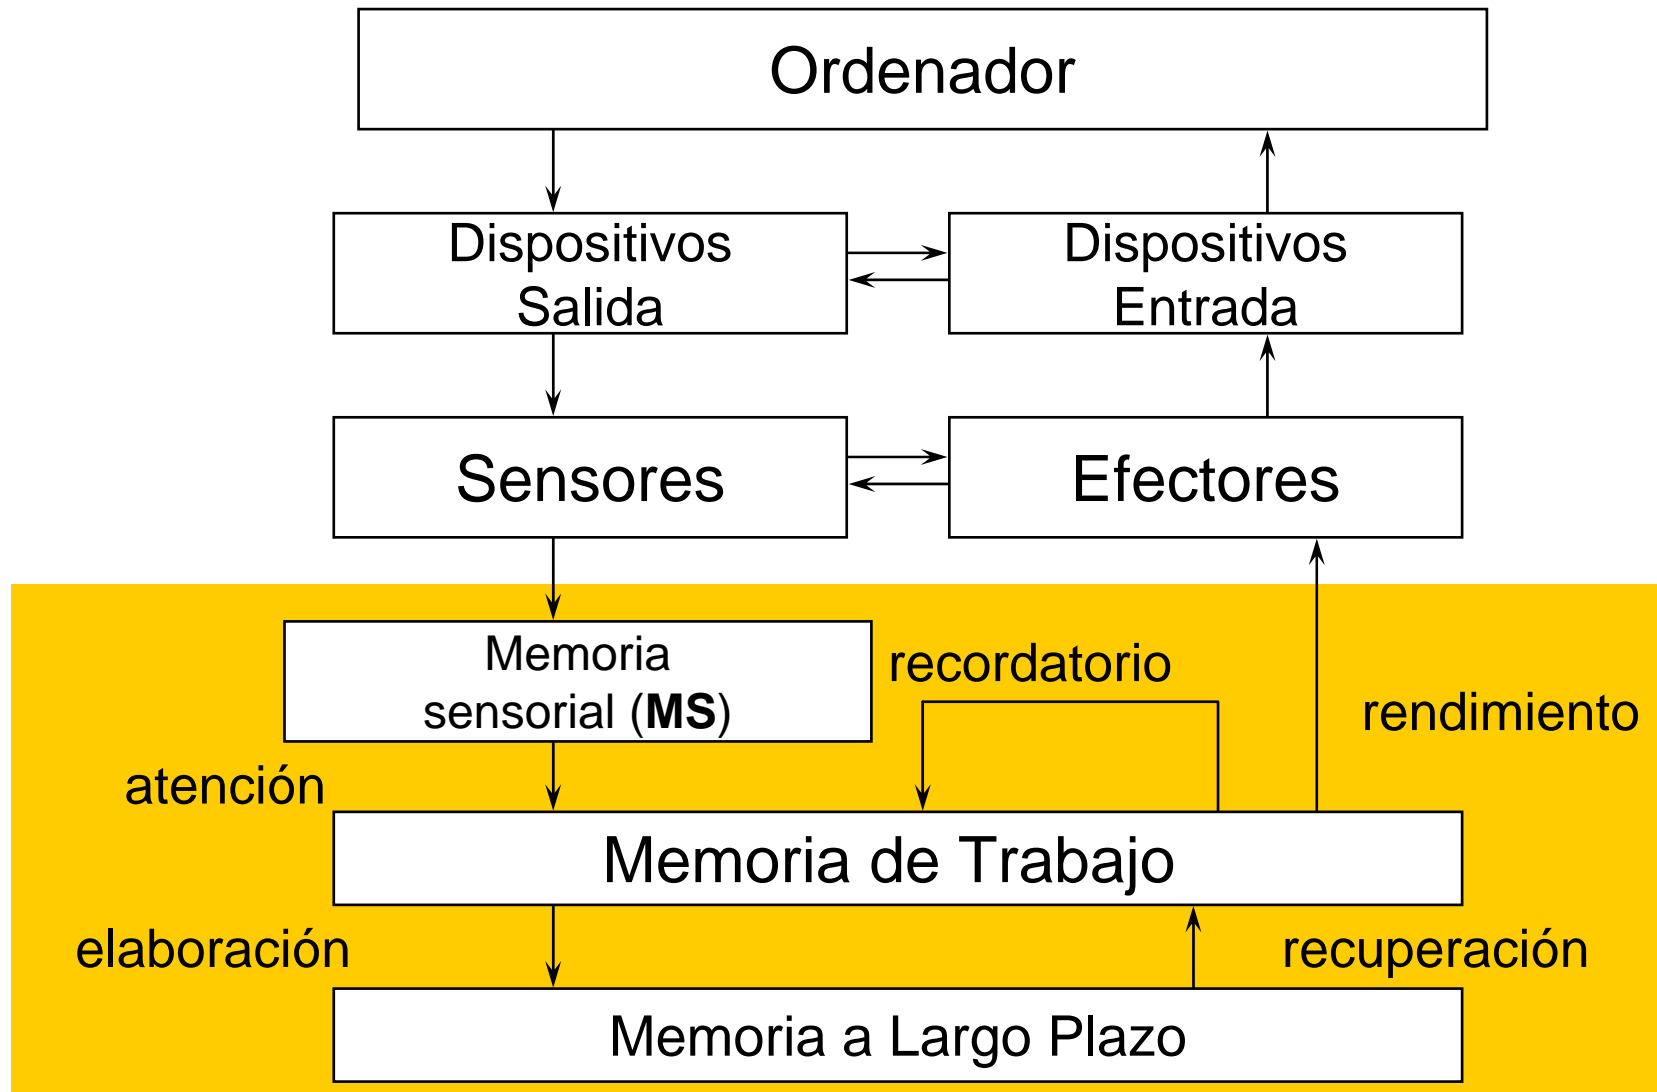 Ordenador
Dispositivos
Salida
Dispositivos
Entrada
Sensores
Efectores
Memoria
sensorial (MS)
recordatorio
rendimiento
atención
Memoria de Trabajo
elaboración
recuperación
Memoria a Largo Plazo